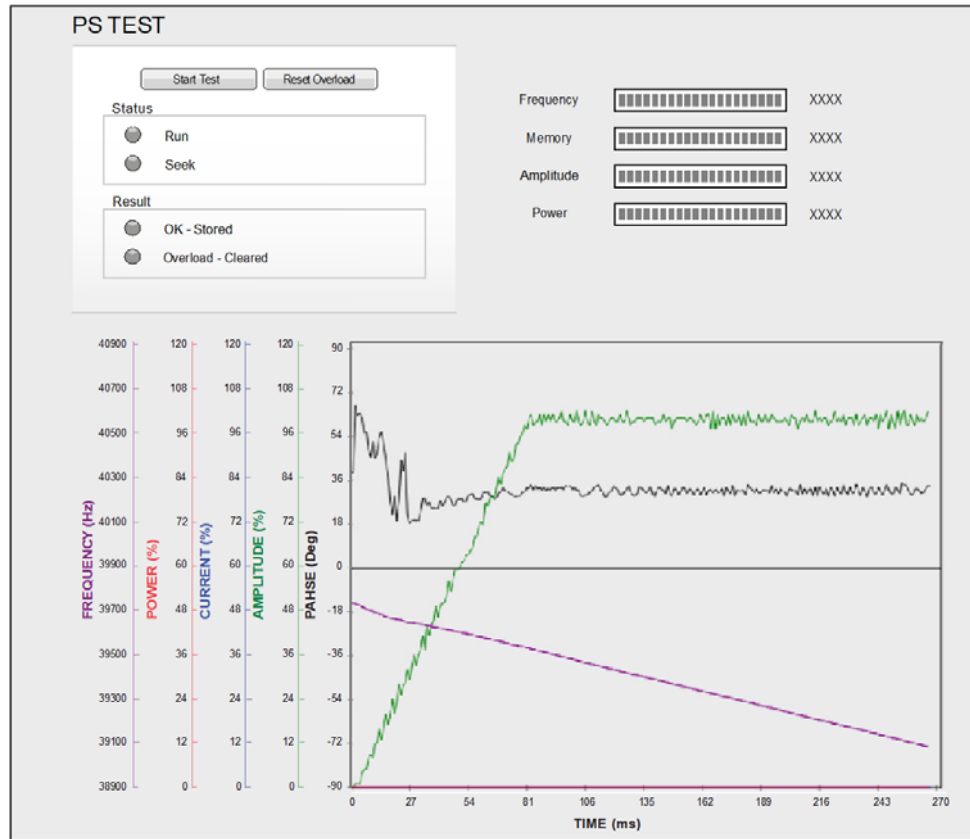 PS TEST
Start Test Reset Overload
Status
Run
Seek
Result
OK - Stored
Overload - Cleared
Frequency XXXX
Memory XXXX
Amplitude XXXX
Power XXXX
40900 120 120 120 90
40700 108 108 108 72
40500 96 96 96 54
40300 84 84 84 36
40100 72 72 72 18
39900 60 60 60 0
39700 48 48 48 -18
39500 36 36 36 -36
39300 24 24 24 -54
39100 12 12 12 -72
38900 0 0 0 -90
FREQUENCY (Hz)
POWER (%)
CURRENT (%)
AMPLITUDE (%)
PAHSE (Deg)
0 27 54 81 106 135 162 189 216 243 270
TIME (ms)